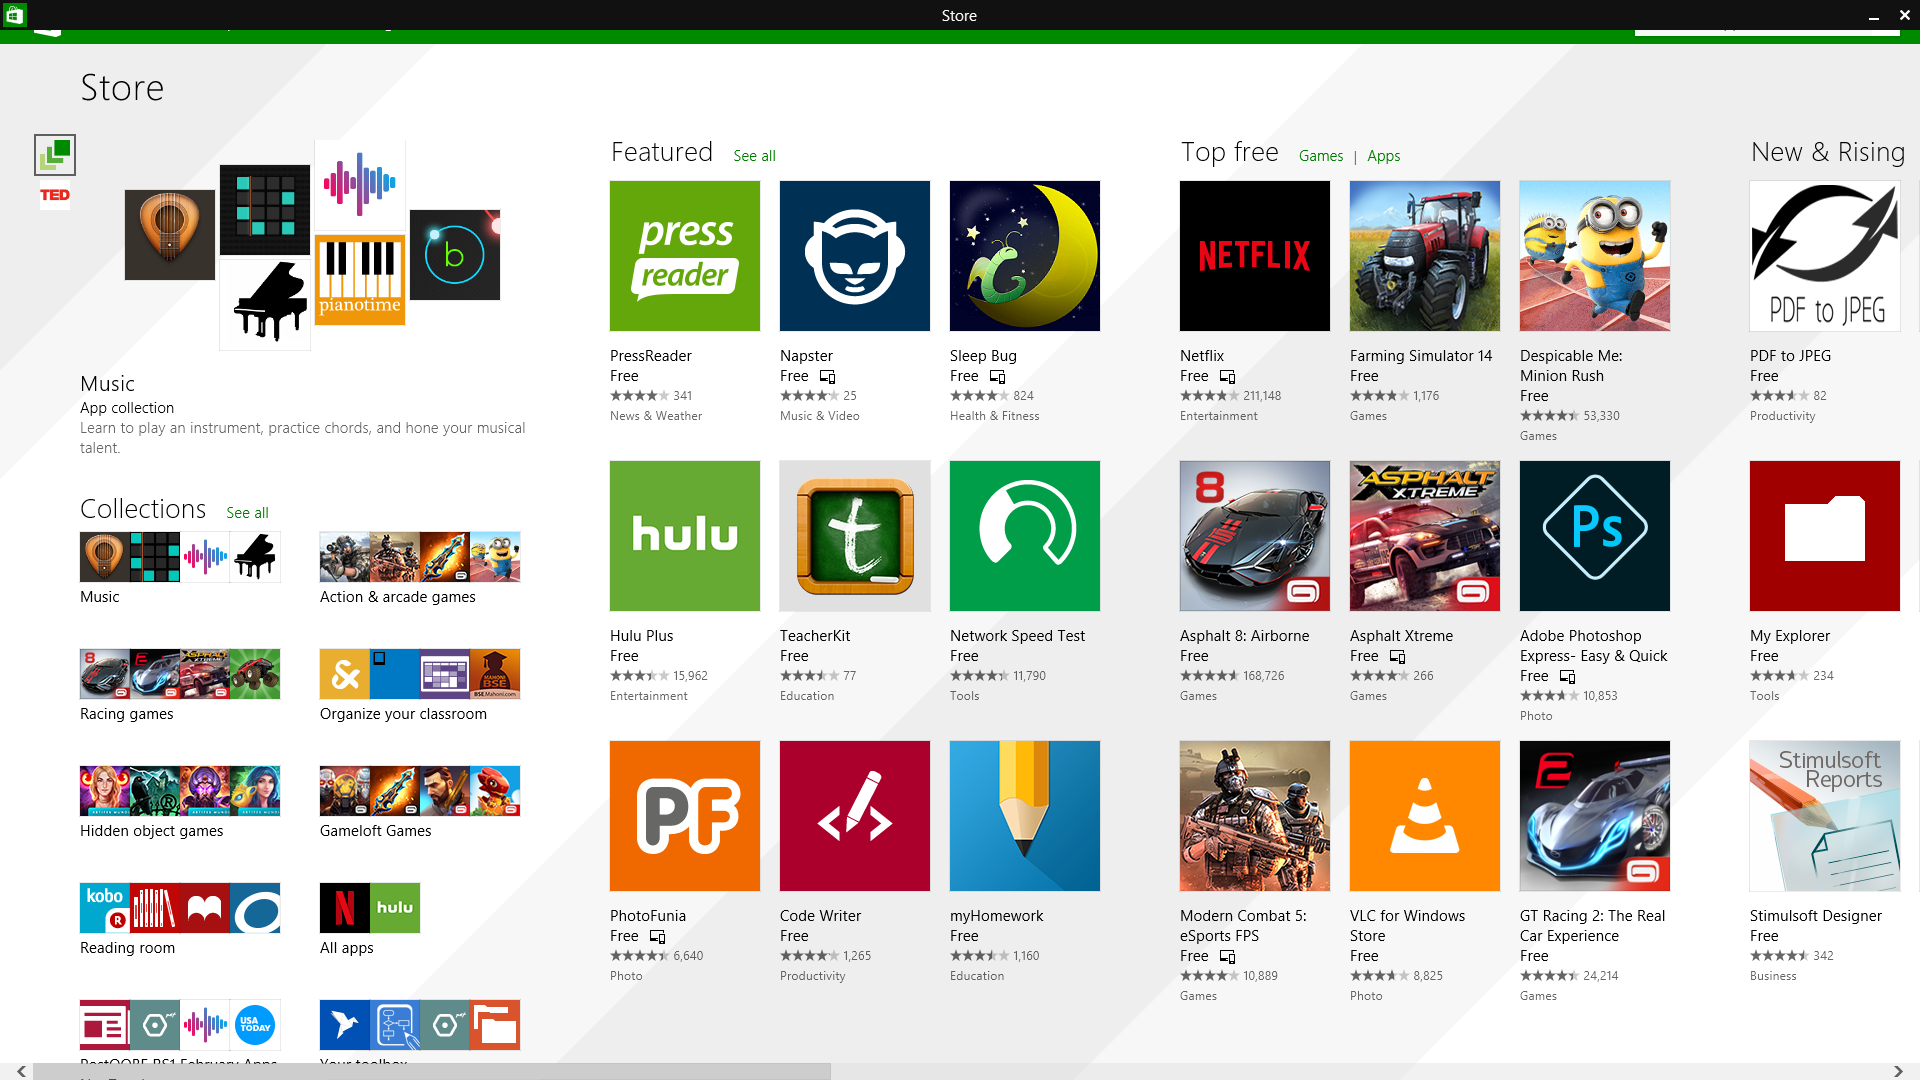 Store
Store
TED
b
pianotime
Music
App collection
Learn to play an instrument, practice chords, and hone your musical
talent.
Collections See all
Music
Action & arcade games
8
XTREME
Racing games
&
MAHONI
BSE
BSE.Mahoni.com
Organize your classroom
Hidden object games
Gameloft Games
kobo
R
Reading room
N
hulu
All apps
USA
TODAY
Featured See all
press
reader
PressReader
Free
341
News & Weather
Napster
Free
25
Music & Video
Sleep Bug
Free
824
Health & Fitness
hulu
Hulu Plus
Free
15,962
Entertainment
t
TeacherKit
Free
77
Education
Network Speed Test
Free
11,790
Tools
PF
PhotoFunia
Free
6,640
Photo
Code Writer
Free
1,265
Productivity
myHomework
Free
1,160
Education
Top free Games | Apps
NETFLIX
Netflix
Free
211,148
Entertainment
Farming Simulator 14
Free
1,176
Games
Despicable Me:
Minion Rush
Free
53,330
Games
8
Asphalt 8: Airborne
Free
168,726
Games
ASPHALT
XTREME
Asphalt Xtreme
Free
266
Games
Ps
Adobe Photoshop
Express- Easy & Quick
Free
10,853
Photo
Modern Combat 5:
eSports FPS
Free
10,889
Games
VLC for Windows
Store
Free
8,825
Photo
GT Racing 2: The Real
Car Experience
Free
24,214
Games
New & Rising
PDF to JPEG
PDF to JPEG
Free
82
Productivity
My Explorer
Free
234
Tools
Stimulsoft
Reports
Stimulsoft Designer
Free
342
Business